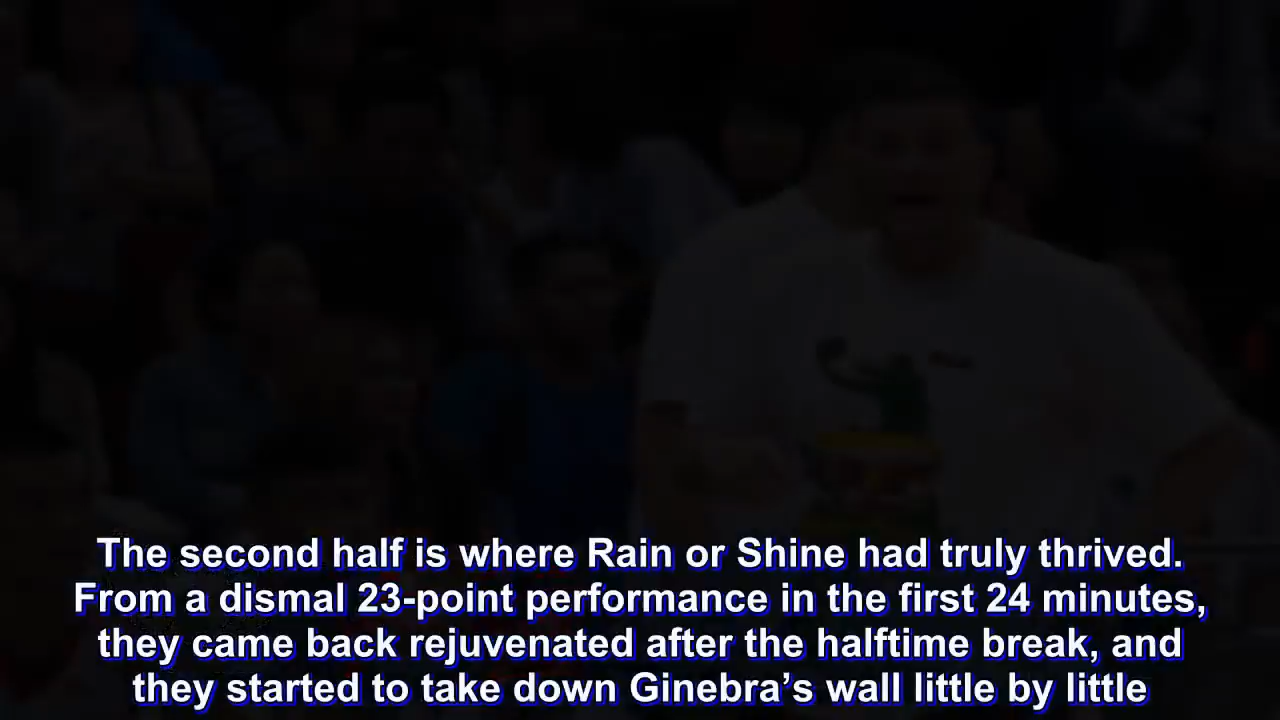 The second half is where Rain or Shine had truly thrived.
From a dismal 23-point performance in the first 24 minutes,
they came back rejuvenated after the halftime break, and
they started to take down Ginebra’s wall little by little